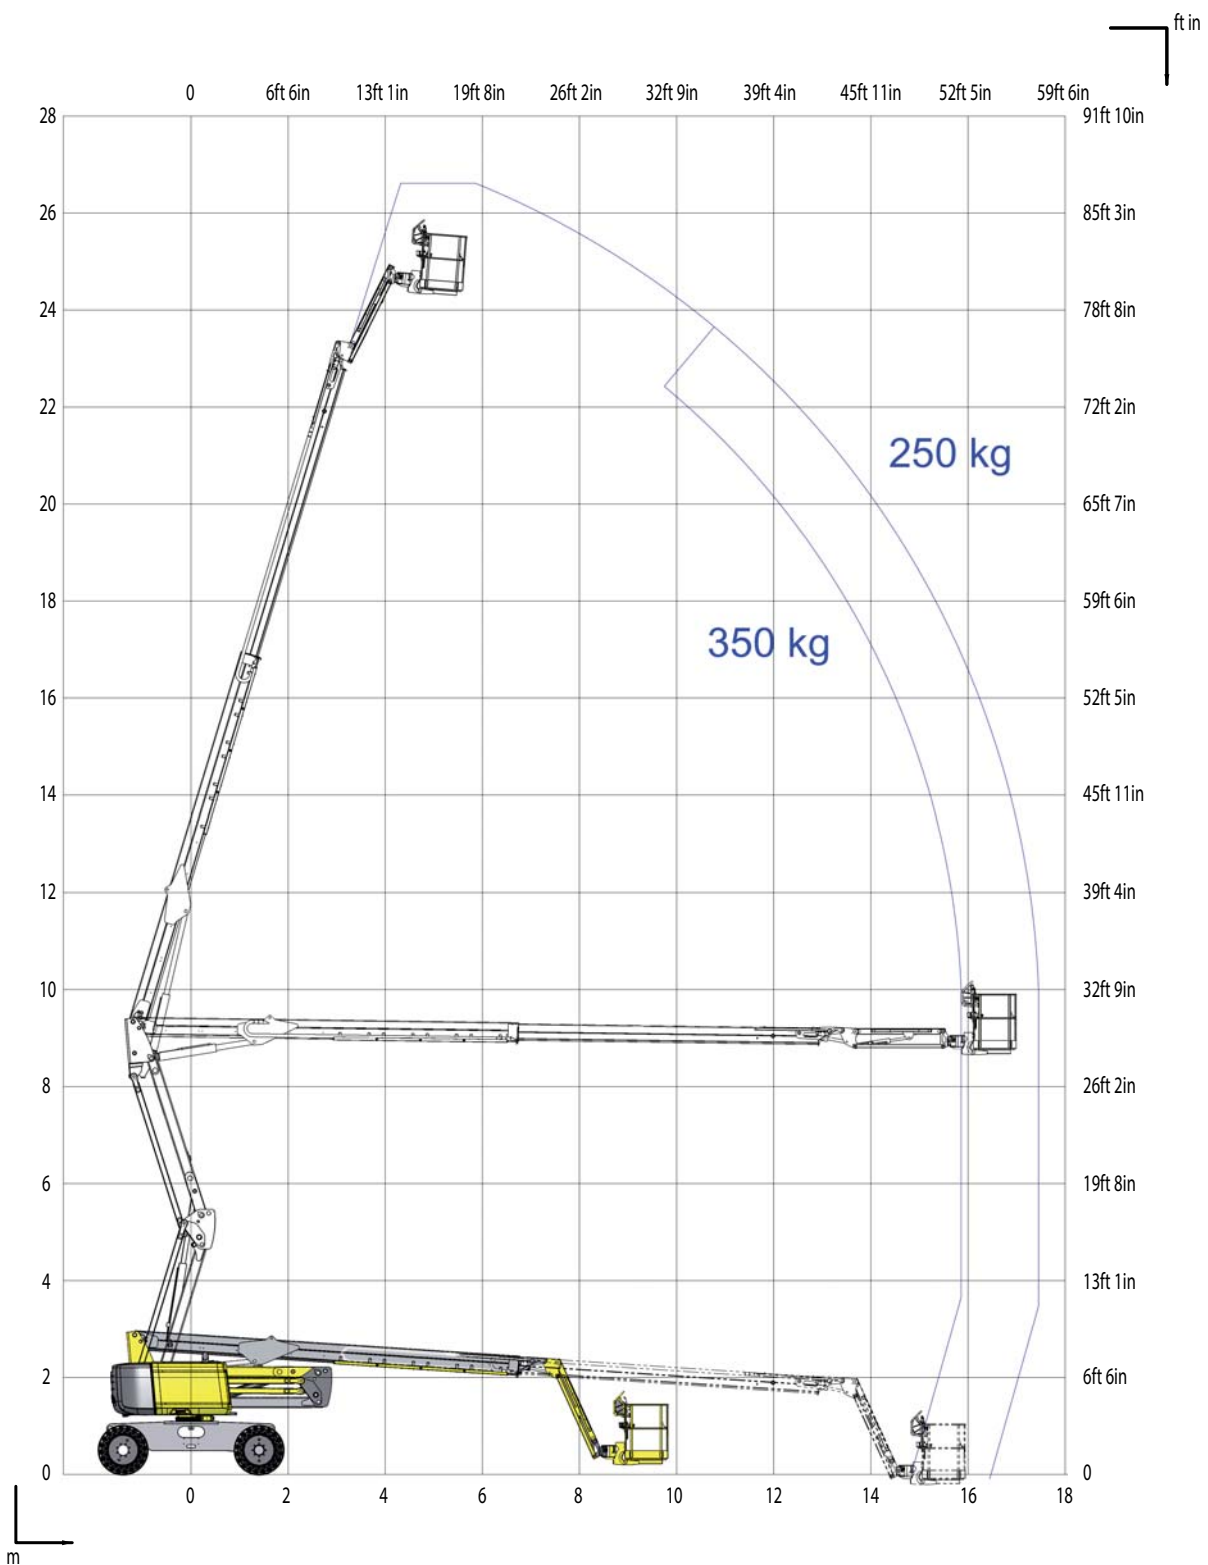 ft in
0 6ft 6in 13ft 1in 19ft 8in 26ft 2in 32ft 9in 39ft 4in 45ft 11in 52ft 5in 59ft 6in
28 91ft 10in
26 85ft 3in
24 78ft 8in
22 72ft 2in
250 kg
20 65ft 7in
18 59ft 6in
350 kg
16 52ft 5in
14 45ft 11in
12 39ft 4in
10 32ft 9in
8 26ft 2in
6 19ft 8in
4 13ft 1in
2 6ft 6in
0 0
0 2 4 6 8 10 12 14 16 18
m